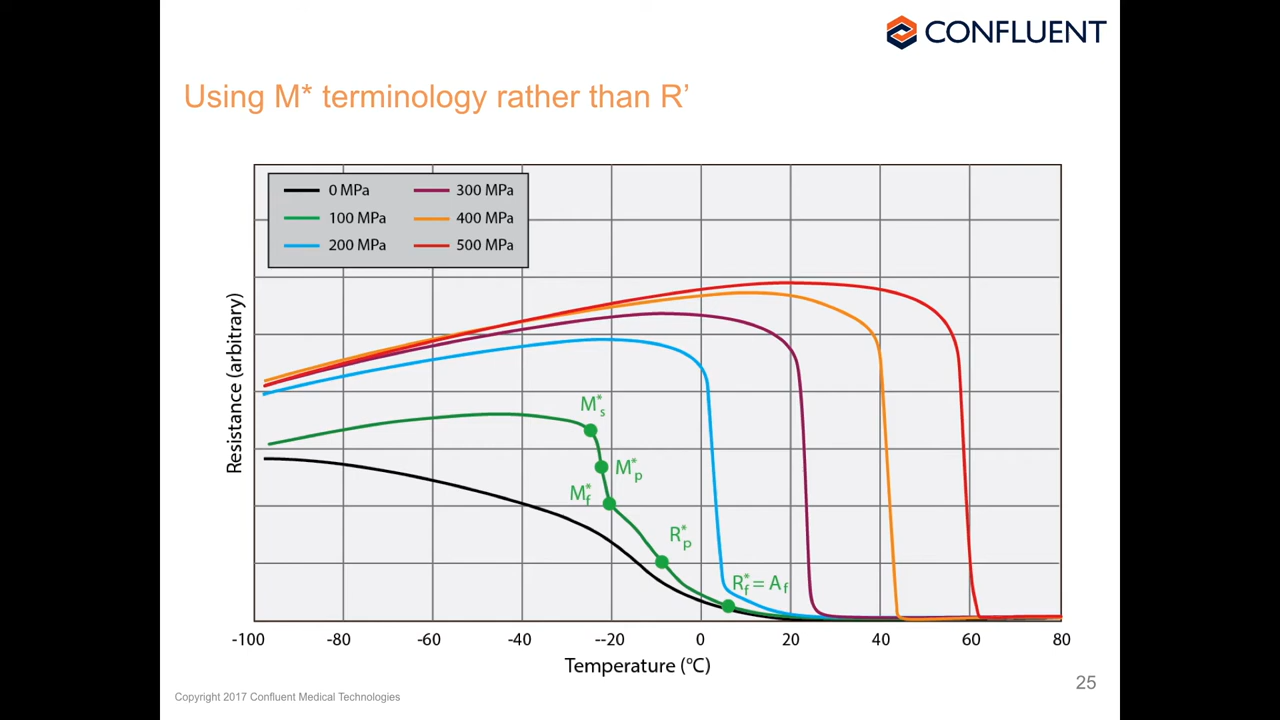 CONFLUENT
Using M* terminology rather than R’
0 MPa
300 MPa
100 MPa
400 MPa
200 MPa
500 MPa
Resistance (arbitrary)
M*s
M*p
M*f
R*p
R*f = Af
-100 -80 -60 -40 -20 0 20 40 60 80
Temperature (°C)
25
Copyright 2017 Confluent Medical Technologies